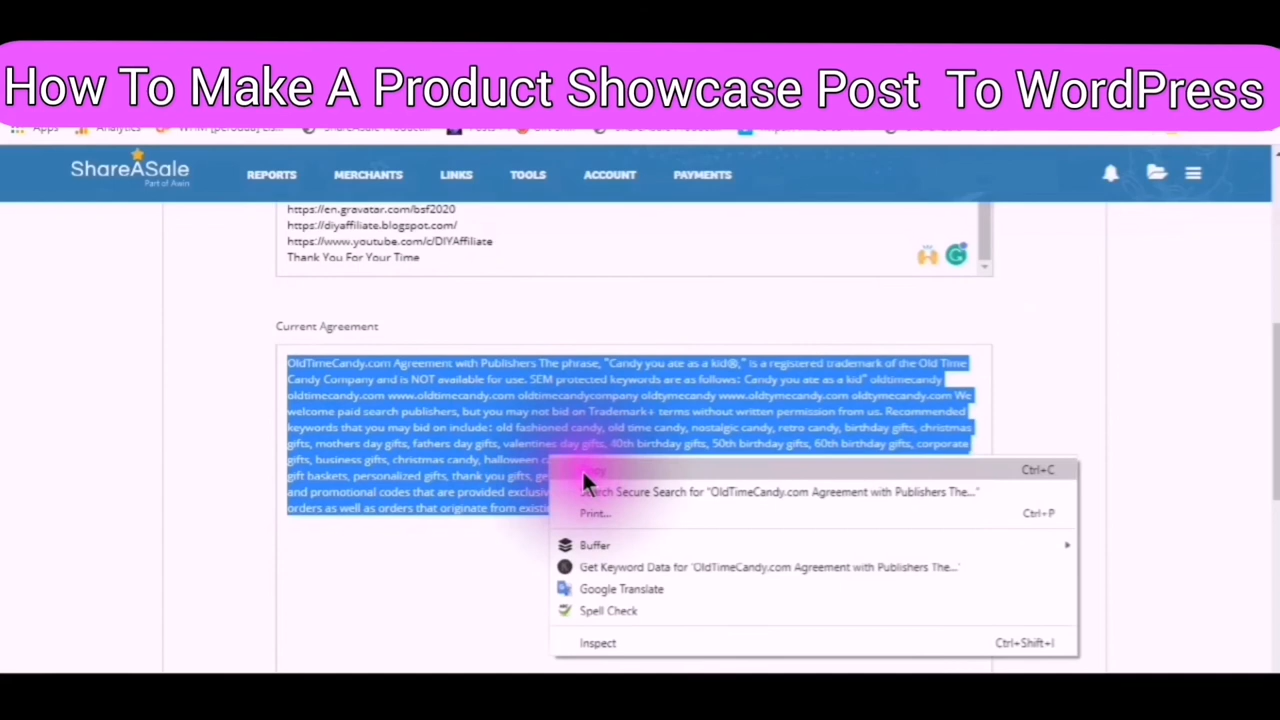 How To Make A Product Showcase Post To WordPress
Apps Analytics
ShareASale
Part of Awin
REPORTS MERCHANTS LINKS TOOLS ACCOUNT PAYMENTS
https://en.gravatar.com/bsf2020
https://diyaffiliate.blogspot.com/
https://www.youtube.com/c/DIYAffiliate
Thank You For Your Time
Current Agreement
OldTimeCandy.com Agreement with Publishers The phrase, "Candy you ate as a kid®," is a registered trademark of the Old Time
Candy Company and is NOT available for use. SEM protected keywords are as follows: Candy you ate as a kid" oldtimecandy
oldtimecandy.com www.oldtimecandy.com oldtimecandycompany oldtymecandy www.oldtymecandy.com oldtymecandy.com We
welcome paid search publishers, but you may not bid on Trademark+ terms without written permission from us. Recommended
keywords that you may bid on include: old fashioned candy, old time candy, nostalgic candy, retro candy, birthday gifts, christmas
gifts, mothers day gifts, fathers day gifts, valentines day gifts, 40th birthday gifts, 50th birthday gifts, 60th birthday gifts, corporate
gifts, business gifts, christmas candy, halloween
gift baskets, personalized gifts, thank you gifts,
and promotional codes that are provided
orders as well as orders that originate from
Copy Ctrl+C
Search Secure Search for "OldTimeCandy.com Agreement with Publishers The..."
Print... Ctrl+P
Buffer
Get Keyword Data for 'OldTimeCandy.com Agreement with Publishers The...'
Google Translate
Spell Check
Inspect Ctrl+Shift+I